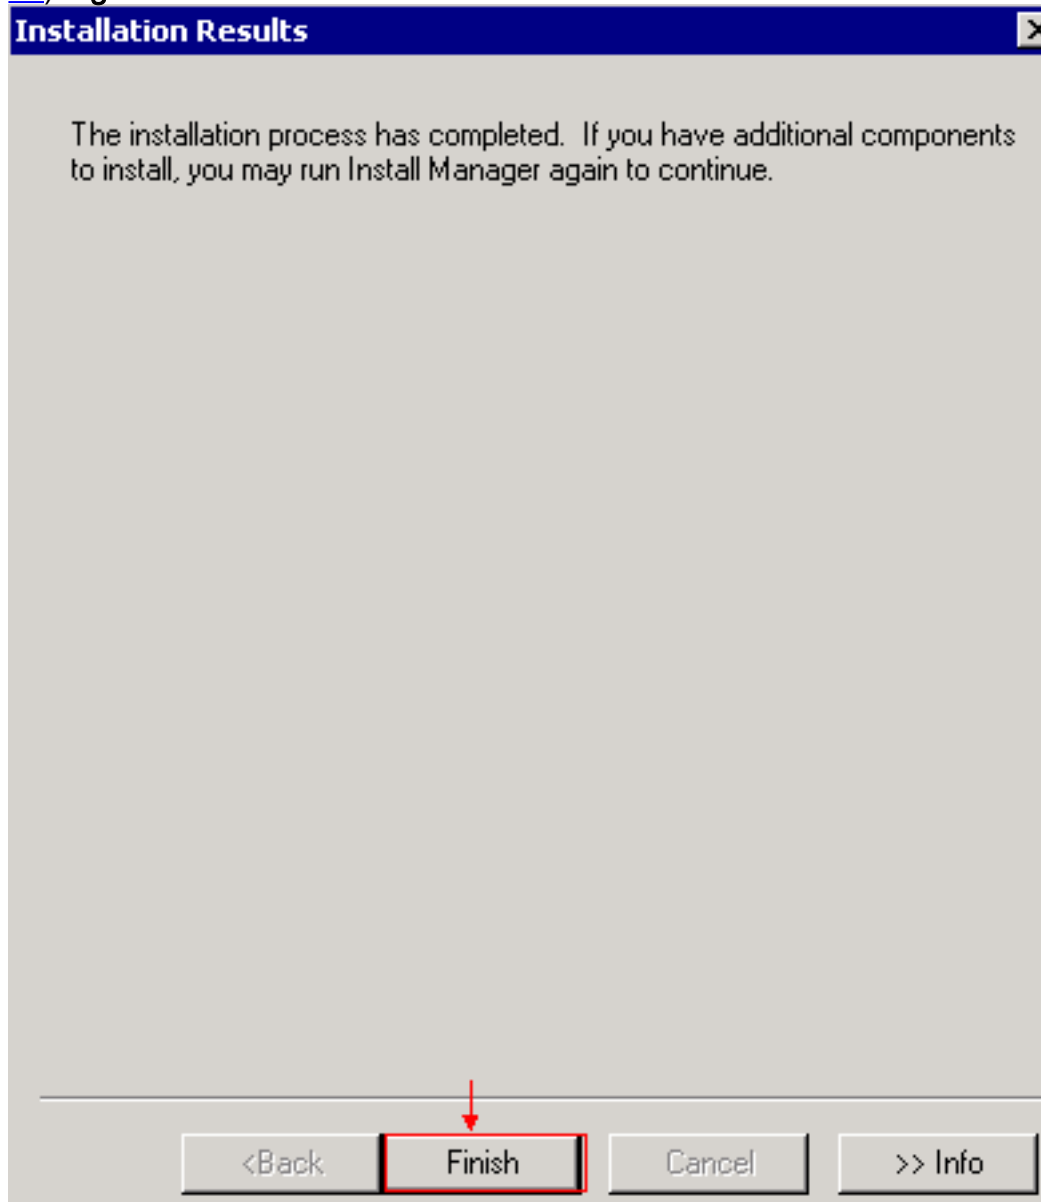 Installation Results
The installation process has completed.  If you have additional components
to install, you may run Install Manager again to continue.
<Back
Finish
Cancel
>> Info